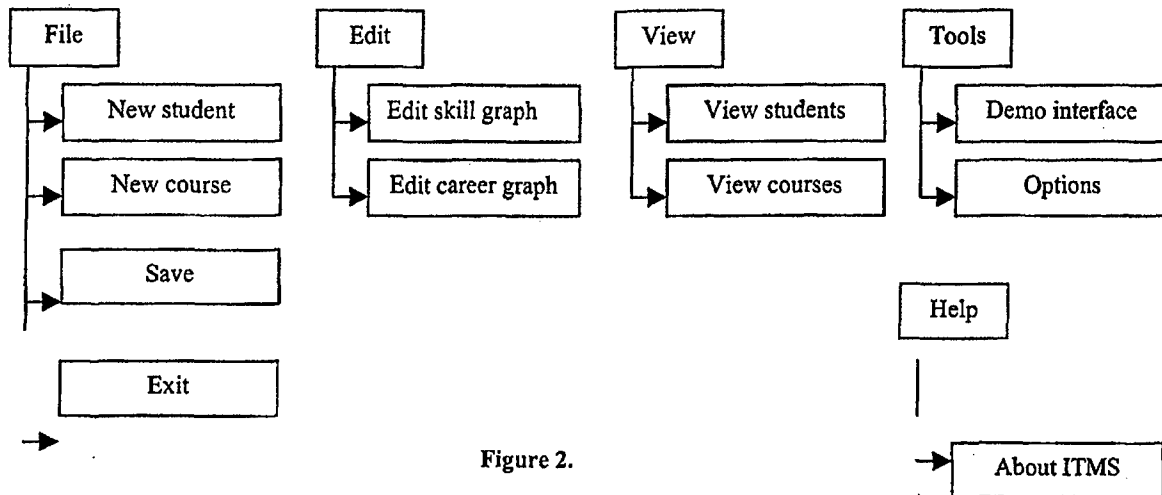 File
New student
New course
Save
Exit
Edit
Edit skill graph
Edit career graph
View
View students
View courses
Tools
Demo interface
Options
Help
About ITMS
Figure 2.